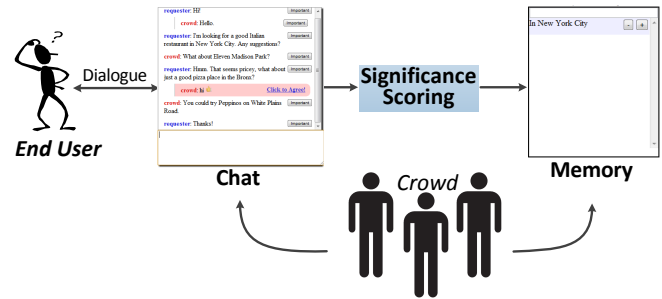 ?
requester: Hi!
Important
crowd: Hello.
Important
requester: I'm looking for a good Italian
restaurant in New York City. Any suggestions?
Important
crowd: What about Eleven Madison Park?
Important
requester: Hmm. That seems pricey, what about
just a good pizza place in the Bronx?
Important
crowd: hi
Click to Agree!
crowd: You could try Peppinos on White Plains
Road.
Important
requester: Thanks!
Important
Dialogue
End User
Chat
Significance
Scoring
In New York City
-
+
Memory
Crowd